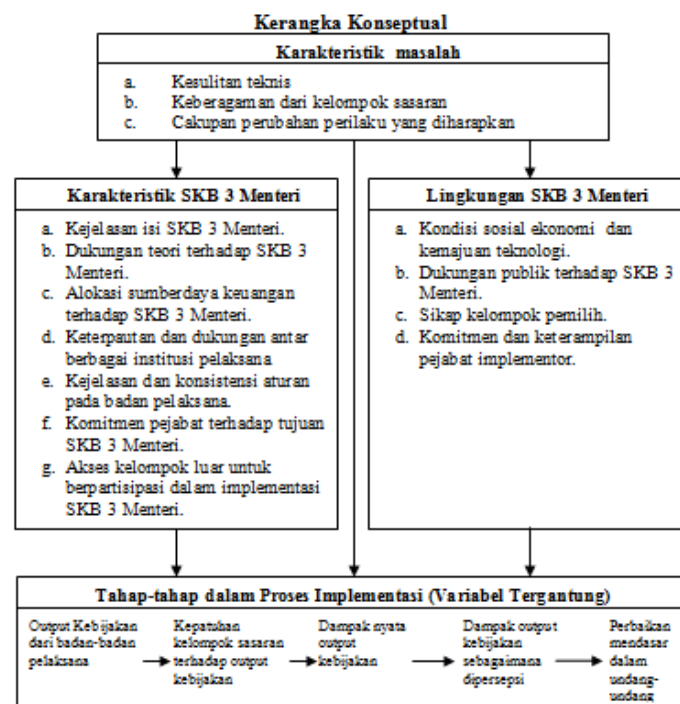 Kerangka Konseptual
Karakteristik masalah
a. Kesulitan teknis
b. Keberagaman dari kelompok sasaran
c. Cakupan perubahan perilaku yang diharapkan
Karakteristik SKB 3 Menteri
a. Kejelasan isi SKB 3 Menteri.
b. Dukungan teori terhadap SKB 3
Menteri.
c. Alokasi sumberdaya keuangan
terhadap SKB 3 Menteri.
d. Keterpautan dan dukungan antar
berbagai institusi pelaksana
e. Kejelasan dan konsistensi aturan
pada badan pelaksana.
f. Komitmen pejabat terhadap tujuan
SKB 3 Menteri.
g. Akses kelompok luar untuk
berpartisipasi dalam implementasi
SKB 3 Menteri.
Lingkungan SKB 3 Menteri
a. Kondisi sosial ekonomi dan
kemajuan teknologi.
b. Dukungan publik terhadap SKB 3
Menteri.
c. Sikap kelompok pemilih.
d. Komitmen dan keterampilan
pejabat implementor.
Tahap-tahap dalam Proses Implementasi (Variabel Tergantung)
Output Kebijakan
dari badan-badan
pelaksana
Kepatuhan
kelompok sasaran
terhadap output
kebijakan
Dampak nyata
output
kebijakan
Dampak output
kebijakan
sebagaimana
dipersepsi
Perbaikan
mendasar
dalam
undang-
undang